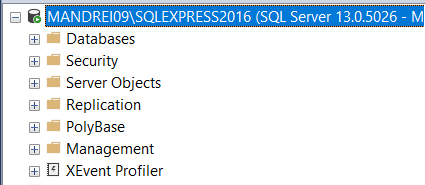 MANDREI09\SQLEXPRESS2016 (SQL Server 13.0.5026 - M
Databases
Security
Server Objects
Replication
PolyBase
Management
XEvent Profiler